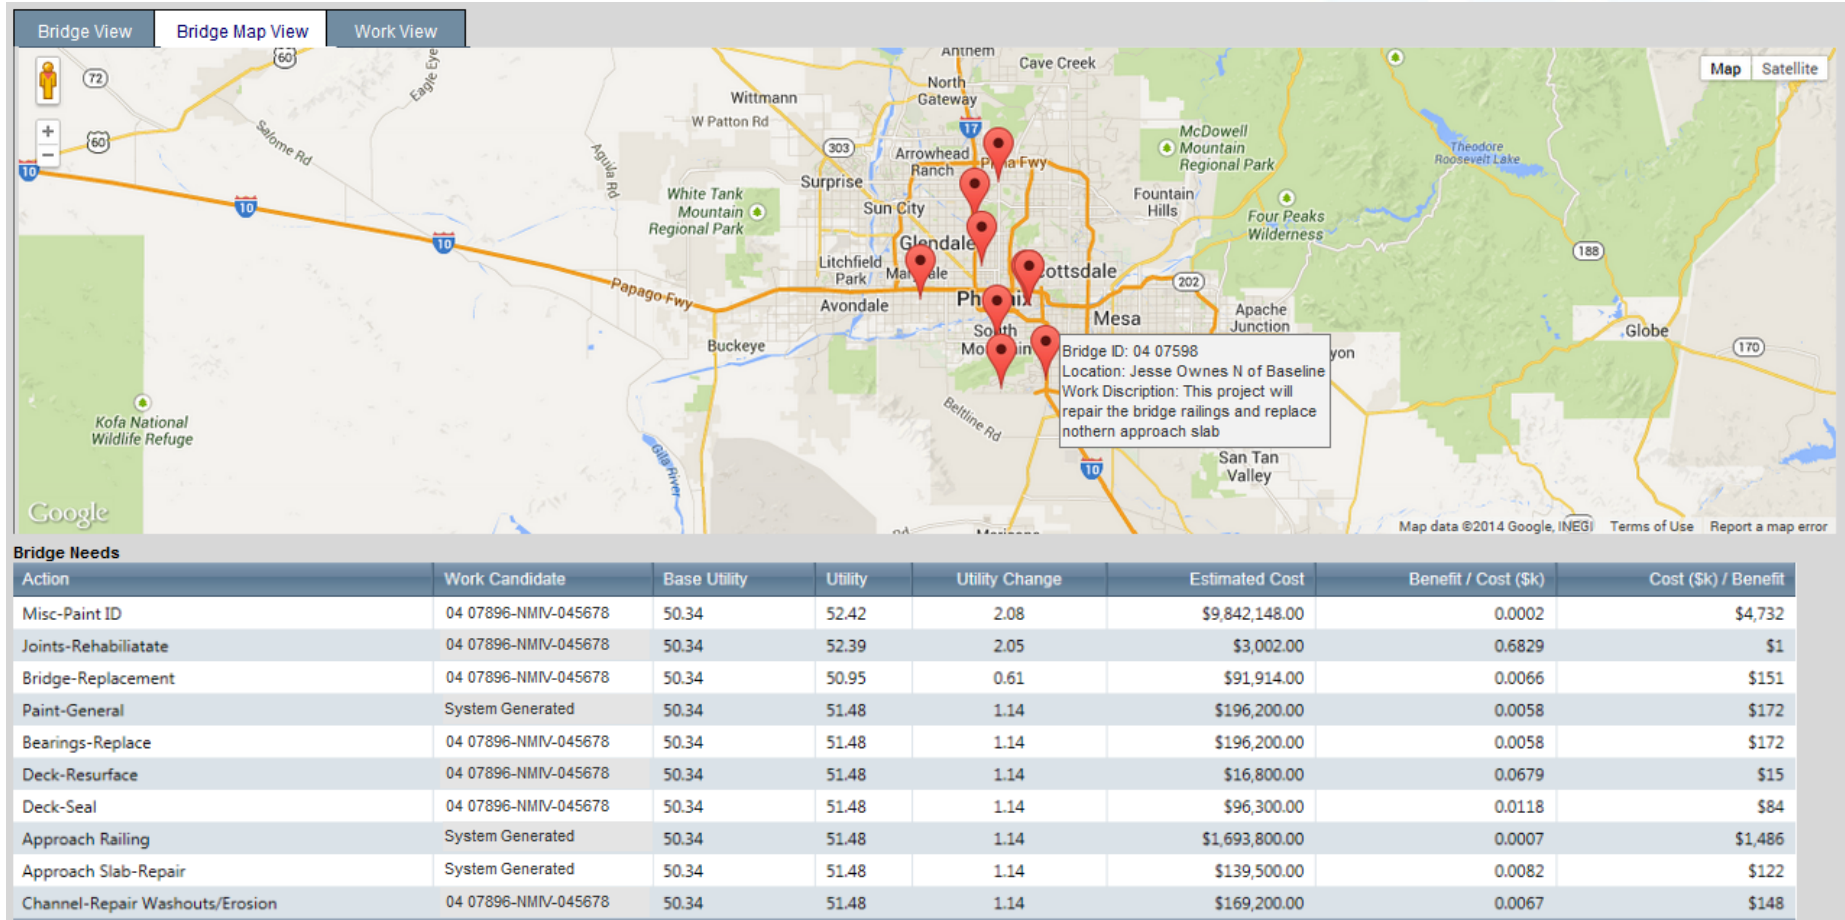 Bridge View Bridge Map View Work View
Anthem
Cave Creek
60
72
Eagle Eye
North
Gateway
Wittmann
W Patton Rd
Map Satellite
17
McDowell
Mountain
Regional Park
Theodore
Roosevelt Lake
60
Salome Rd
Aguila Rd
303
Arrowhead
Ranch
Fwy
10
Surprise
White Tank
Mountain
Regional Park
Sun City
Fountain
Hills
Four Peaks
Wilderness
10
10
Glendale
188
Litchfield
Park
cottsdale
202
Papago Fwy
Avondale
Mesa
Apache
Junction
Globe
170
Buckeye
yon
Bridge ID: 04 07598
Location: Jesse Ownes N of Baseline
Work Discription: This project will
repair the bridge railings and replace
nothern approach slab
Beltline Rd
Kofa National
Wildlife Refuge
Gila River
10
San Tan
Valley
Google
Map data ©2014 Google, INEGI Terms of Use Report a map error
Bridge Needs
Action Work Candidate Base Utility Utility Utility Change Estimated Cost Benefit / Cost ($k) Cost ($k) / Benefit
Misc-Paint ID 04 07896-NMIV-045678 50.34 52.42 2.08 $9,842,148.00 0.0002 $4,732
Joints-Rehabiliatate 04 07896-NMIV-045678 50.34 52.39 2.05 $3,002.00 0.6829 $1
Bridge-Replacement 04 07896-NMIV-045678 50.34 50.95 0.61 $91,914.00 0.0066 $151
Paint-General System Generated 50.34 51.48 1.14 $196,200.00 0.0058 $172
Bearings-Replace 04 07896-NMIV-045678 50.34 51.48 1.14 $196,200.00 0.0058 $172
Deck-Resurface 04 07896-NMIV-045678 50.34 51.48 1.14 $16,800.00 0.0679 $15
Deck-Seal 04 07896-NMIV-045678 50.34 51.48 1.14 $96,300.00 0.0118 $84
Approach Railing System Generated 50.34 51.48 1.14 $1,693,800.00 0.0007 $1,486
Approach Slab-Repair System Generated 50.34 51.48 1.14 $139,500.00 0.0082 $122
Channel-Repair Washouts/Erosion 04 07896-NMIV-045678 50.34 51.48 1.14 $169,200.00 0.0067 $148